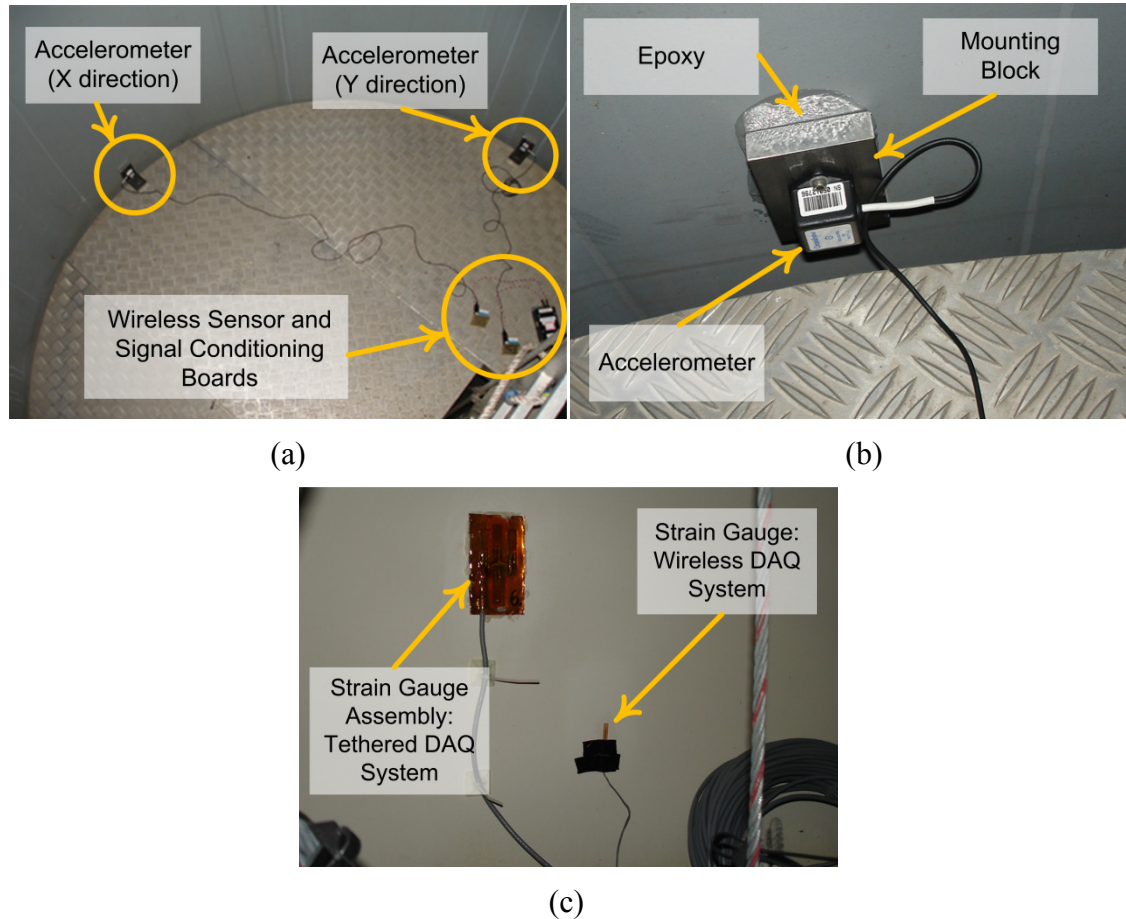 Accelerometer
(X direction)
Accelerometer
(Y direction)
Wireless Sensor and
Signal Conditioning
Boards
(a)
Epoxy
Mounting
Block
Accelerometer
(b)
Strain Gauge:
Wireless DAQ
System
Strain Gauge
Assembly:
Tethered DAQ
System
(c)